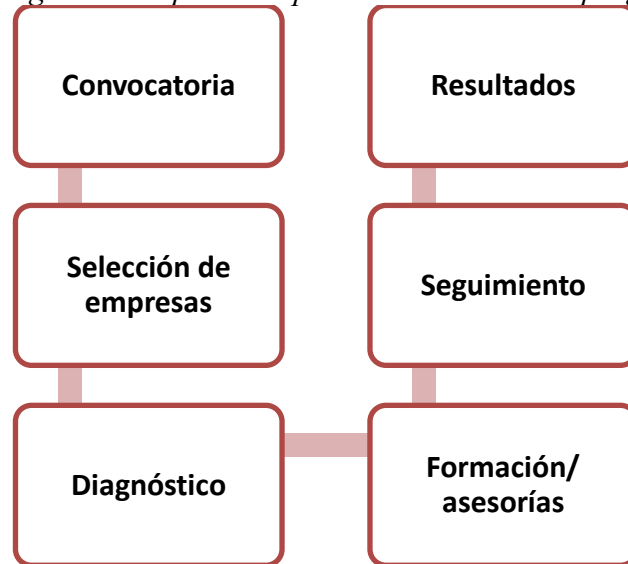 Convocatoria
Selección de
empresas
Diagnóstico
Formación/
asesorías
Seguimiento
Resultados